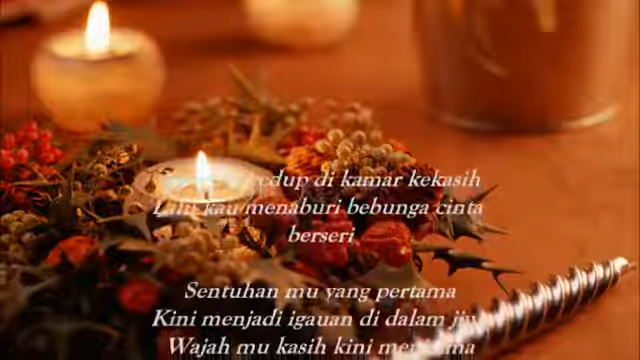 di kamar kekasih
Lalu kau menaburi bebunga cinta
berseri
Sentuhan mu yang pertama
Kini menjadi igauan di dalam
Wajah mu kasih kini